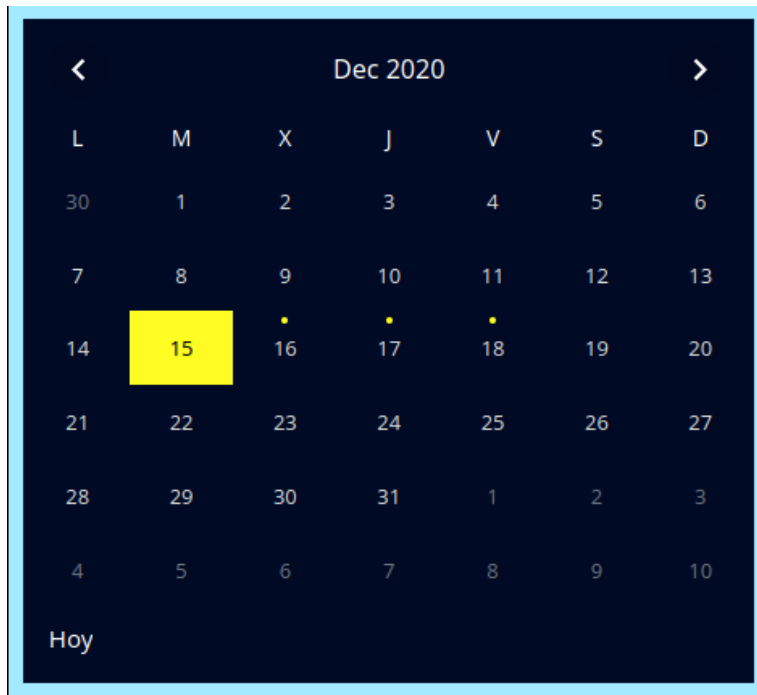 Dec 2020
L M X J V S D
30 1 2 3 4 5 6
7 8 9 10 11 12 13
14 15 16 17 18 19 20
21 22 23 24 25 26 27
28 29 30 31 1 2 3
4 5 6 7 8 9 10
Hoy